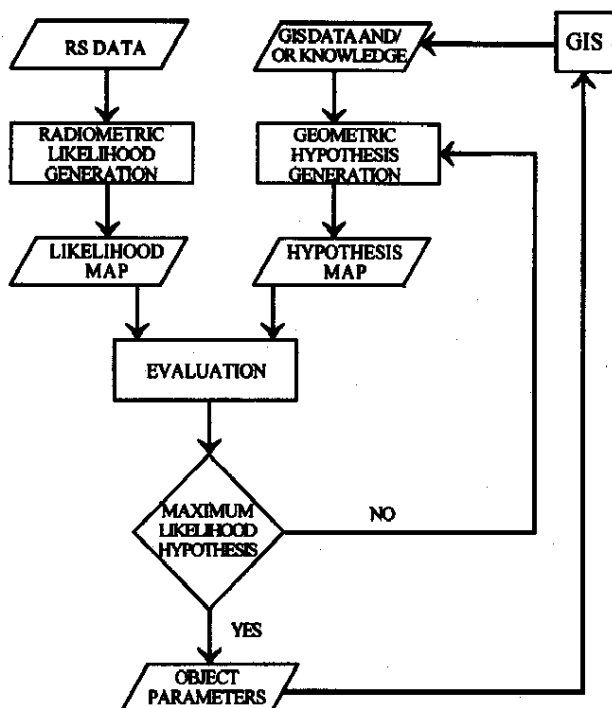 RS DATA
GIS DATA AND/
OR KNOWLEDGE
GIS
RADIOMETRIC
LIKELIHOOD
GENERATION
GEOMETRIC
HYPOTHESIS
GENERATION
LIKELIHOOD
MAP
HYPOTHESIS
MAP
EVALUATION
MAXIMUM
LIKELIHOOD
HYPOTHESIS
NO
YES
OBJECT
PARAMETERS